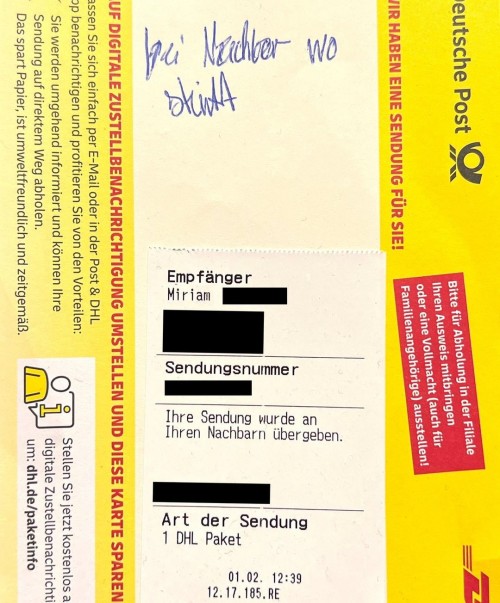 Deutsche Post
WIR HABEN EINE SENDUNG FÜR SIE!
Bitte für Abholung in der Filiale
Ihren Ausweis mitbringen
oder eine Vollmacht (auch für
Familienangehörige) ausstellen!
bei Nachbar wo
stinkt
Empfänger
Miriam
Sendungsnummer
Ihre Sendung wurde an
Ihren Nachbarn übergeben.
Art der Sendung
1 DHL Paket
01.02. 12:39
12.17.185.RE
UF DIGITALE ZUSTELLBENACHRICHTIGUNG UMSTELLEN UND DIESE KARTE SPAREN
assen Sie sich einfach per E-Mail oder in der Post & DHL
pp benachrichtigen und profitieren Sie von den Vorteilen:
Sie werden umgehend informiert und können Ihre
Sendung auf direktem Weg abholen.
Das spart Papier, ist umweltfreundlich und zeitgemäß.
Stellen Sie jetzt kostenlos a
digitale Zustellbenachrichti
um: dhl.de/paketinfo